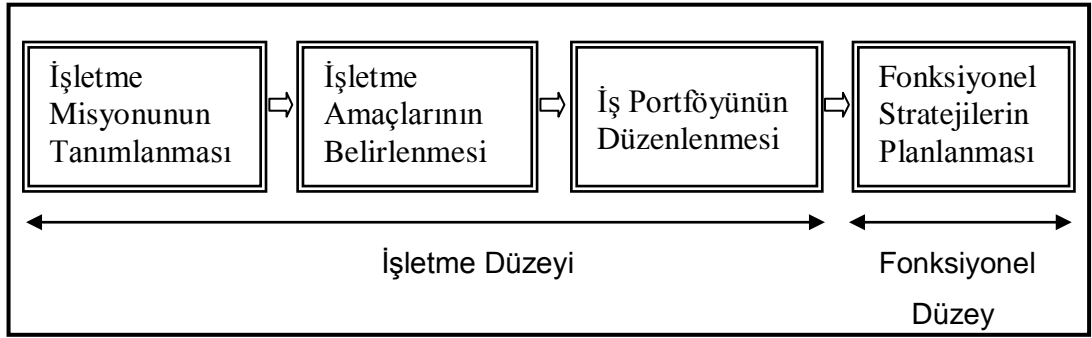 İşletme
Misyonunun
Tanımlanması
İşletme
Amaçlarının
Belirlenmesi
İş Portföyünün
Düzenlenmesi
Fonksiyonel
Stratejilerin
Planlanması
İşletme Düzeyi
Fonksiyonel
Düzey